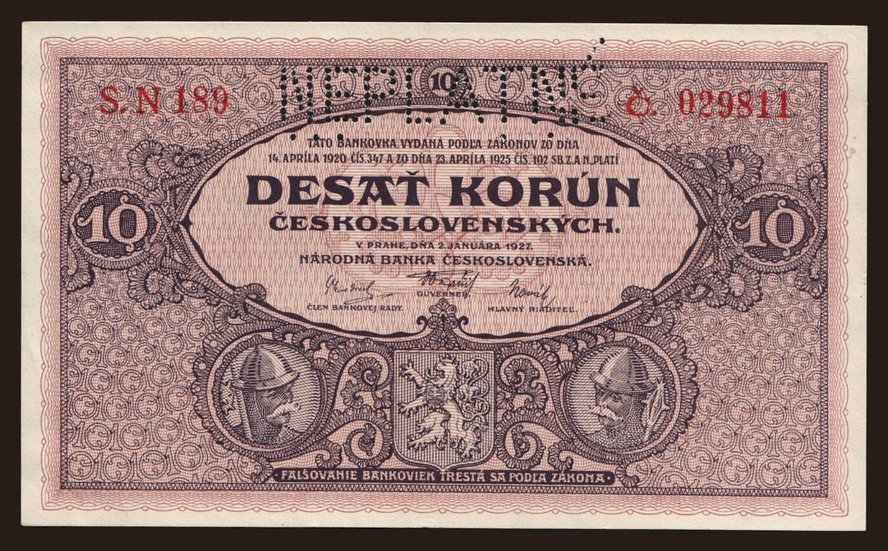 NEPLATNÉ
10
S.N 189
Č. 029811
TATO BANKOVKA, VYDANÁ PODĽA ZÁKONOV ZO DŇA
14. APRÍLA 1920 ČÍS. 347 A ZO DŇA 23. APRÍLA 1925 ČÍS. 102 SB.Z.A N., PLATÍ
DESAŤ KORÚN
ČESKOSLOVENSKÝCH.
10
10
V PRAHE, DŇA 2. JANUÁRA 1927.
NÁRODNÁ BANKA ČESKOSLOVENSKÁ.
ČLEN BANKOVEJ RADY.
GUVERNER.
HLAVNÝ RIADITEĽ.
· FALŠOVANIE BANKOVIEK TRESTÁ SA PODĽA ZÁKONA ·